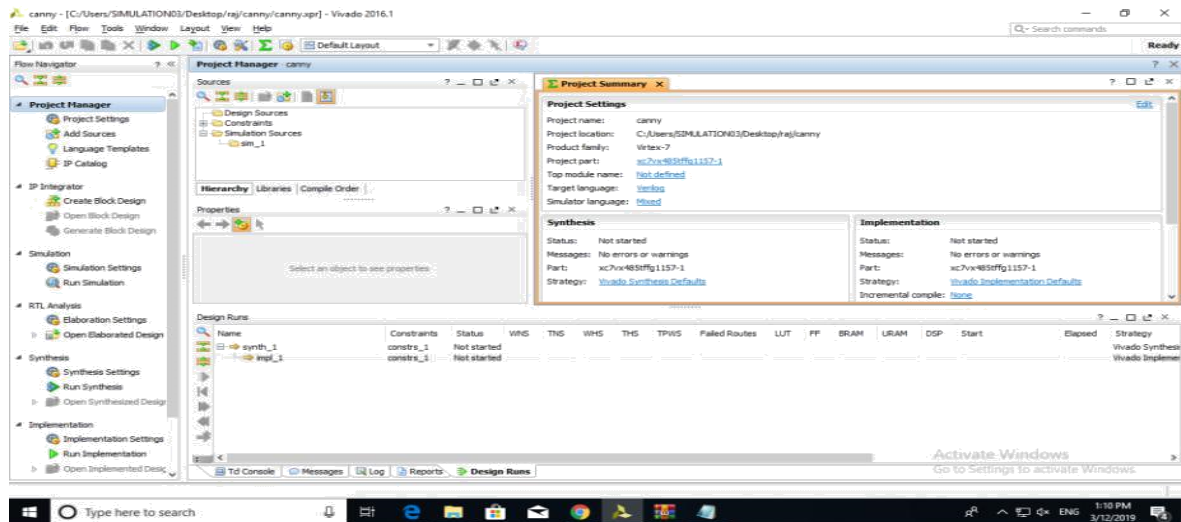 canny - [C:/Users/SIMULATION03/Desktop/raj/canny/canny.xpr] - Vivado 2016.1
File Edit Flow Tools Window Layout View Help
Q- Search commands
Default Layout
Ready
Flow Navigator
Project Manager
Project Settings
Add Sources
Language Templates
IP Catalog
IP Integrator
Create Block Design
Open Block Design
Generate Block Design
Simulation
Simulation Settings
Run Simulation
RTL Analysis
Elaboration Settings
Open Elaborated Design
Synthesis
Synthesis Settings
Run Synthesis
Open Synthesized Design
Implementation
Implementation Settings
Run Implementation
Open Implemented Desig
Project Manager - canny
Sources
Design Sources
Constraints
Simulation Sources
sim_1
Hierarchy Libraries Compile Order
Properties
Select an object to see properties
Project Summary
Project Settings Edit
Project name: canny
Project location: C:/Users/SIMULATION03/Desktop/raj/canny
Product family: Virtex-7
Project part: xc7vx485tffg1157-1
Top module name: Not defined
Target language: Verilog
Simulator language: Mixed
Synthesis
Status: Not started
Messages: No errors or warnings
Part: xc7vx485tffg1157-1
Strategy: Vivado Synthesis Defaults
Implementation
Status: Not started
Messages: No errors or warnings
Part: xc7vx485tffg1157-1
Strategy: Vivado Implementation Defaults
Incremental compile: None
Design Runs
Name Constraints Status WNS TNS WHS THS TPWS Failed Routes LUT FF BRAM URAM DSP Start Elapsed Strategy
synth_1 constrs_1 Not started Vivado Synthesi
impl_1 constrs_1 Not started Vivado Implemen
Tcl Console Messages Log Reports Design Runs
Activate Windows
Go to Settings to activate Windows.
Type here to search
ENG
1:10 PM
3/12/2019